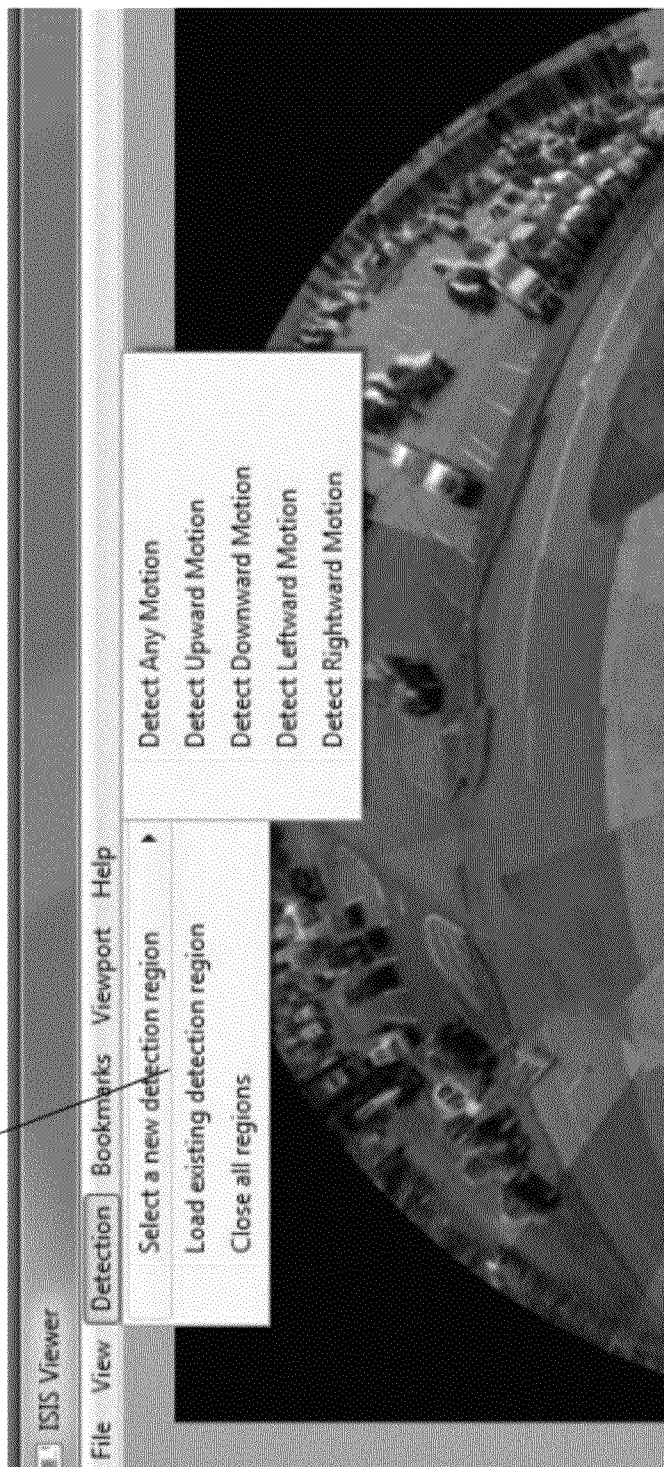 ISIS Viewer
File View Detection Bookmarks Viewport Help
Select a new detection region
Load existing detection region
Close all regions
Detect Any Motion
Detect Upward Motion
Detect Downward Motion
Detect Leftward Motion
Detect Rightward Motion